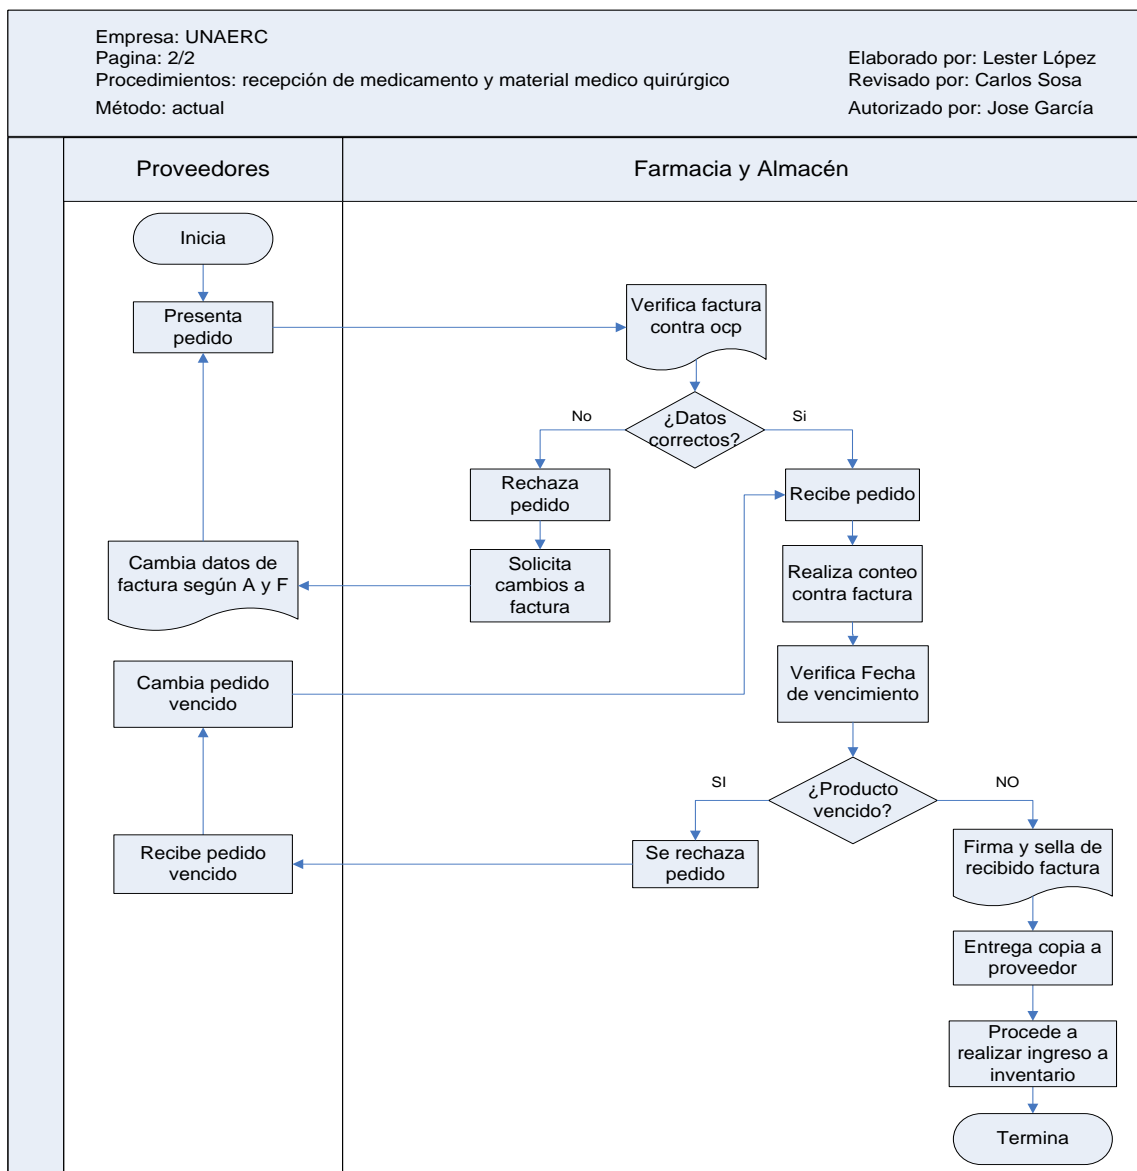 Empresa: UNAERC
Pagina: 2/2
Procedimientos: recepción de medicamento y material medico quirúrgico
Método: actual
Elaborado por: Lester López
Revisado por: Carlos Sosa
Autorizado por: Jose García
Proveedores
Farmacia y Almacén
Inicia
Presenta
pedido
Verifica factura
contra ocp
¿Datos
correctos?
No
Si
Rechaza
pedido
Recibe pedido
Solicita
cambios a
factura
Cambia datos de
factura según A y F
Realiza conteo
contra factura
Cambia pedido
vencido
Verifica Fecha
de vencimiento
¿Producto
vencido?
SI
NO
Recibe pedido
vencido
Se rechaza
pedido
Firma y sella de
recibido factura
Entrega copia a
proveedor
Procede a
realizar ingreso a
inventario
Termina